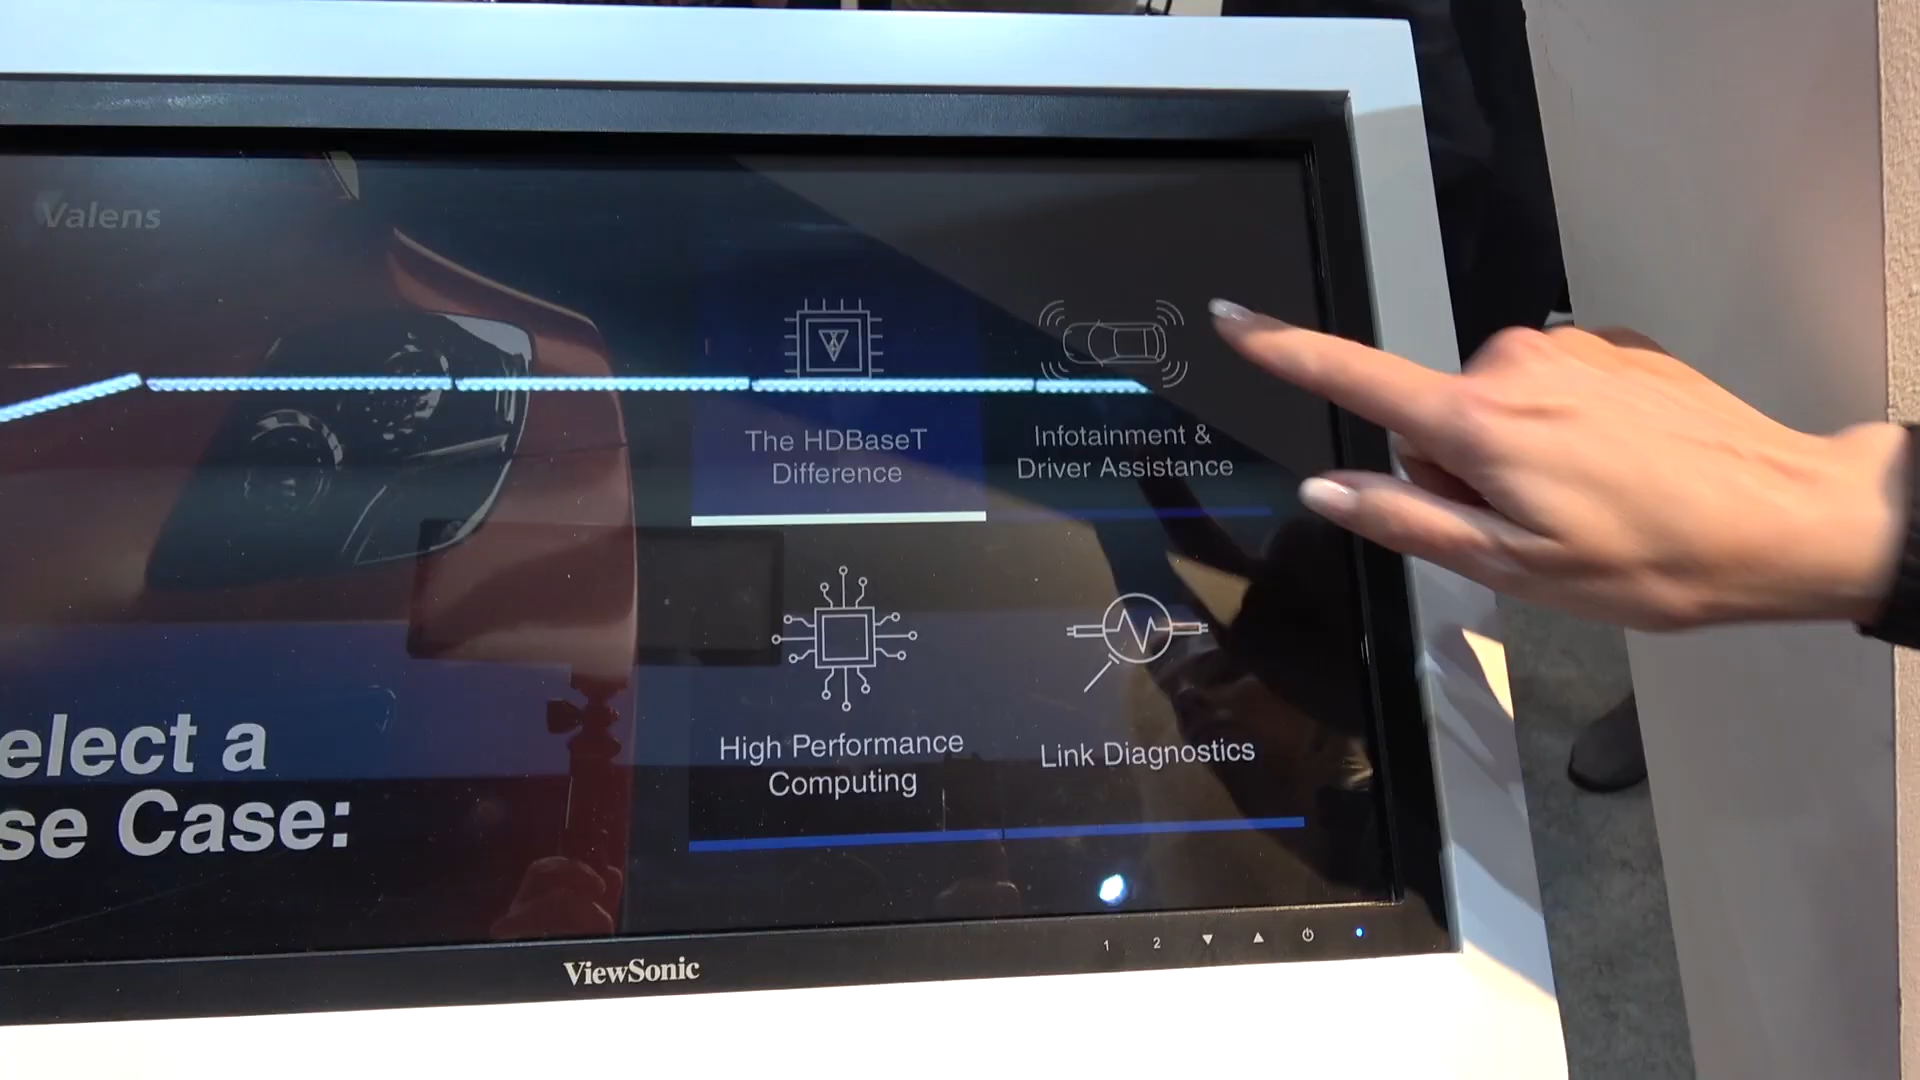 Valens
The HDBaseT
Difference
Infotainment &
Driver Assistance
elect a
se Case:
High Performance
Computing
Link Diagnostics
1 2
ViewSonic